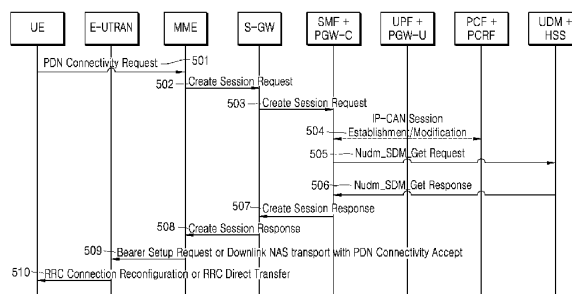 UE
E-UTRAN
MME
S-GW
SMF +
PGW-C
UPF +
PGW-U
PCF +
PCRF
UDM +
HSS
PDN Connectivity Request
501
502
Create Session Request
503
Create Session Request
504
IP-CAN Session
Establishment/Modification
505
Nudm_SDM_Get Request
506
Nudm_SDM_Get Response
507
Create Session Response
508
Create Session Response
509
Bearer Setup Request or Downlink NAS transport with PDN Connectivity Accept
510
RRC Connection Reconfiguration or RRC Direct Transfer